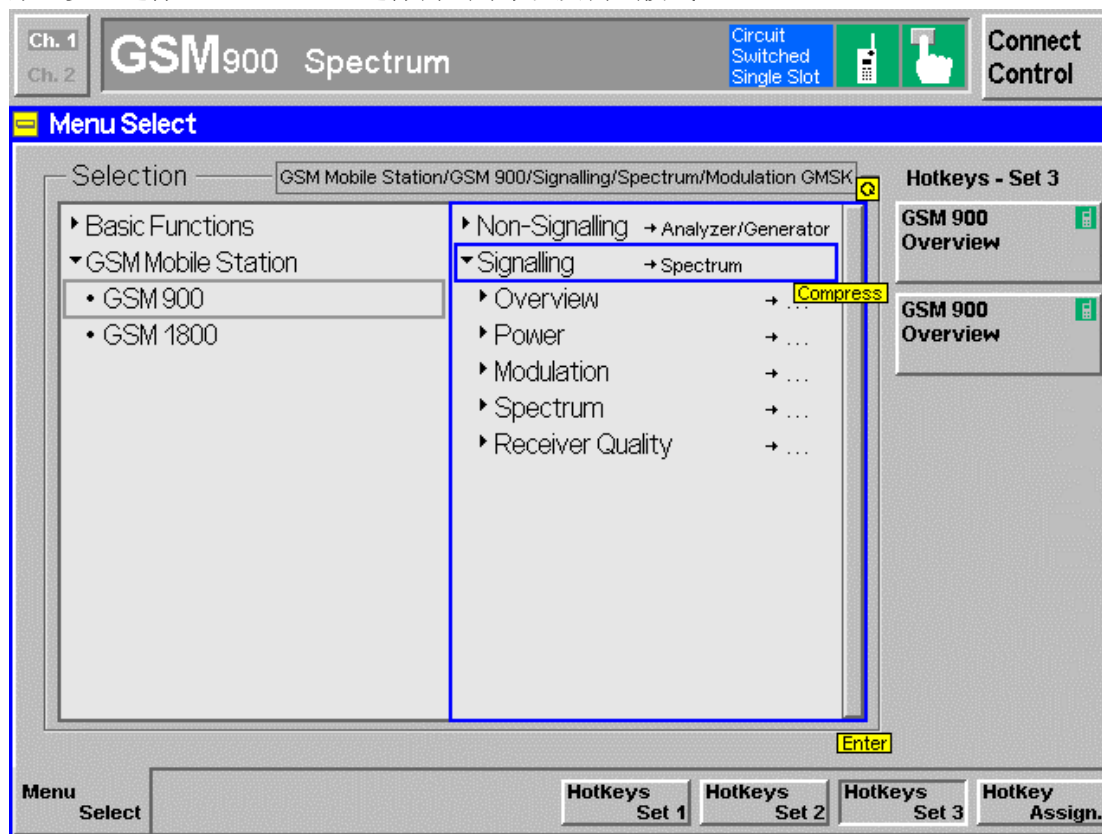 Ch. 1
Ch. 2
GSM900 Spectrum
Circuit
Switched
Single Slot
Connect
Control
Menu Select
Selection
GSM Mobile Station/GSM 900/Signalling/Spectrum/Modulation GMSK
Hotkeys - Set 3
Basic Functions
GSM Mobile Station
• GSM 900
• GSM 1800
Non-Signalling → Analyzer/Generator
Signalling → Spectrum
Compress
Overview → ...
Power → ...
Modulation → ...
Spectrum → ...
Receiver Quality → ...
GSM 900
Overview
GSM 900
Overview
Enter
Menu
Select
Hotkeys
Set 1
Hotkeys
Set 2
Hotkeys
Set 3
Hotkey
Assign.